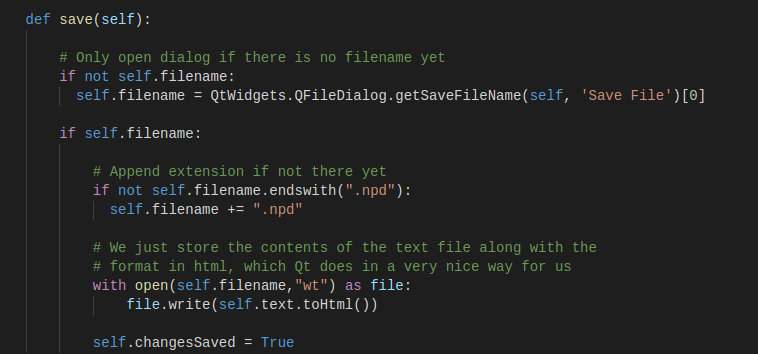 def save(self):
# Only open dialog if there is no filename yet
if not self.filename:
self.filename = QtWidgets.QFileDialog.getSaveFileName(self, 'Save File')[0]
if self.filename:
# Append extension if not there yet
if not self.filename.endswith(".npd"):
self.filename += ".npd"
# We just store the contents of the text file along with the
# format in html, which Qt does in a very nice way for us
with open(self.filename,"wt") as file:
file.write(self.text.toHtml())
self.changesSaved = True